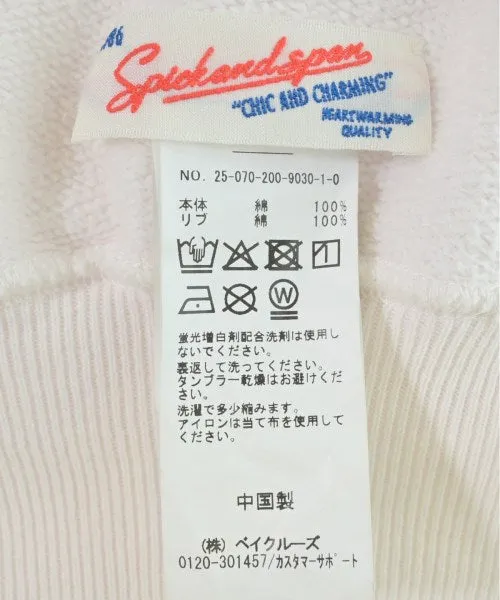 Spick and span
"CHIC AND CHARMING"
HEARTWARMING
QUALITY
NO. 25-070-200-9030-1-0
本体 綿 100%
リブ 綿 100%
W
蛍光増白剤配合洗剤は使用し
ないでください。
裏返して洗ってください。
タンブラー乾燥はお避けくだ
さい。
洗濯で多少縮みます。
アイロンは当て布を使用して
ください。
中国製
(株) ベイクルーズ
0120-301457/カスタマーサポート